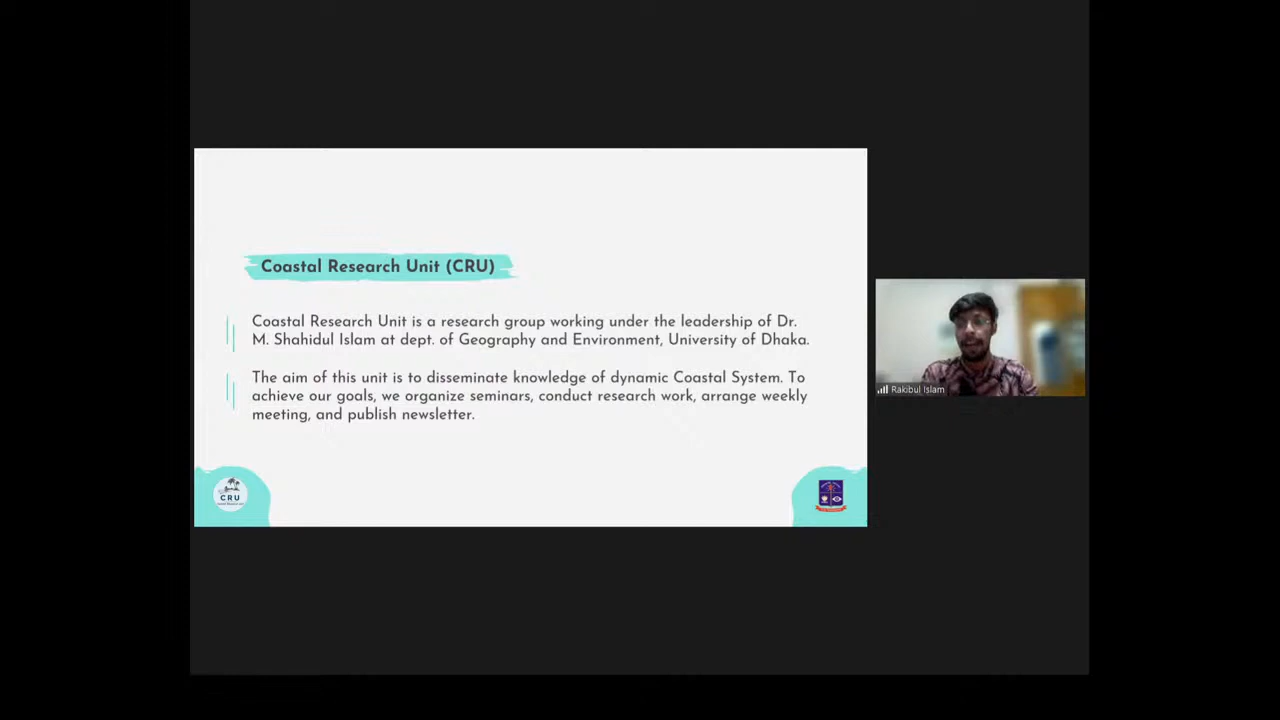 Coastal Research Unit (CRU)
Coastal Research Unit is a research group working under the leadership of Dr.
M. Shahidul Islam at dept. of Geography and Environment, University of Dhaka.
The aim of this unit is to disseminate knowledge of dynamic Coastal System. To
achieve our goals, we organize seminars, conduct research work, arrange weekly
meeting, and publish newsletter.
Rakibul Islam
CRU